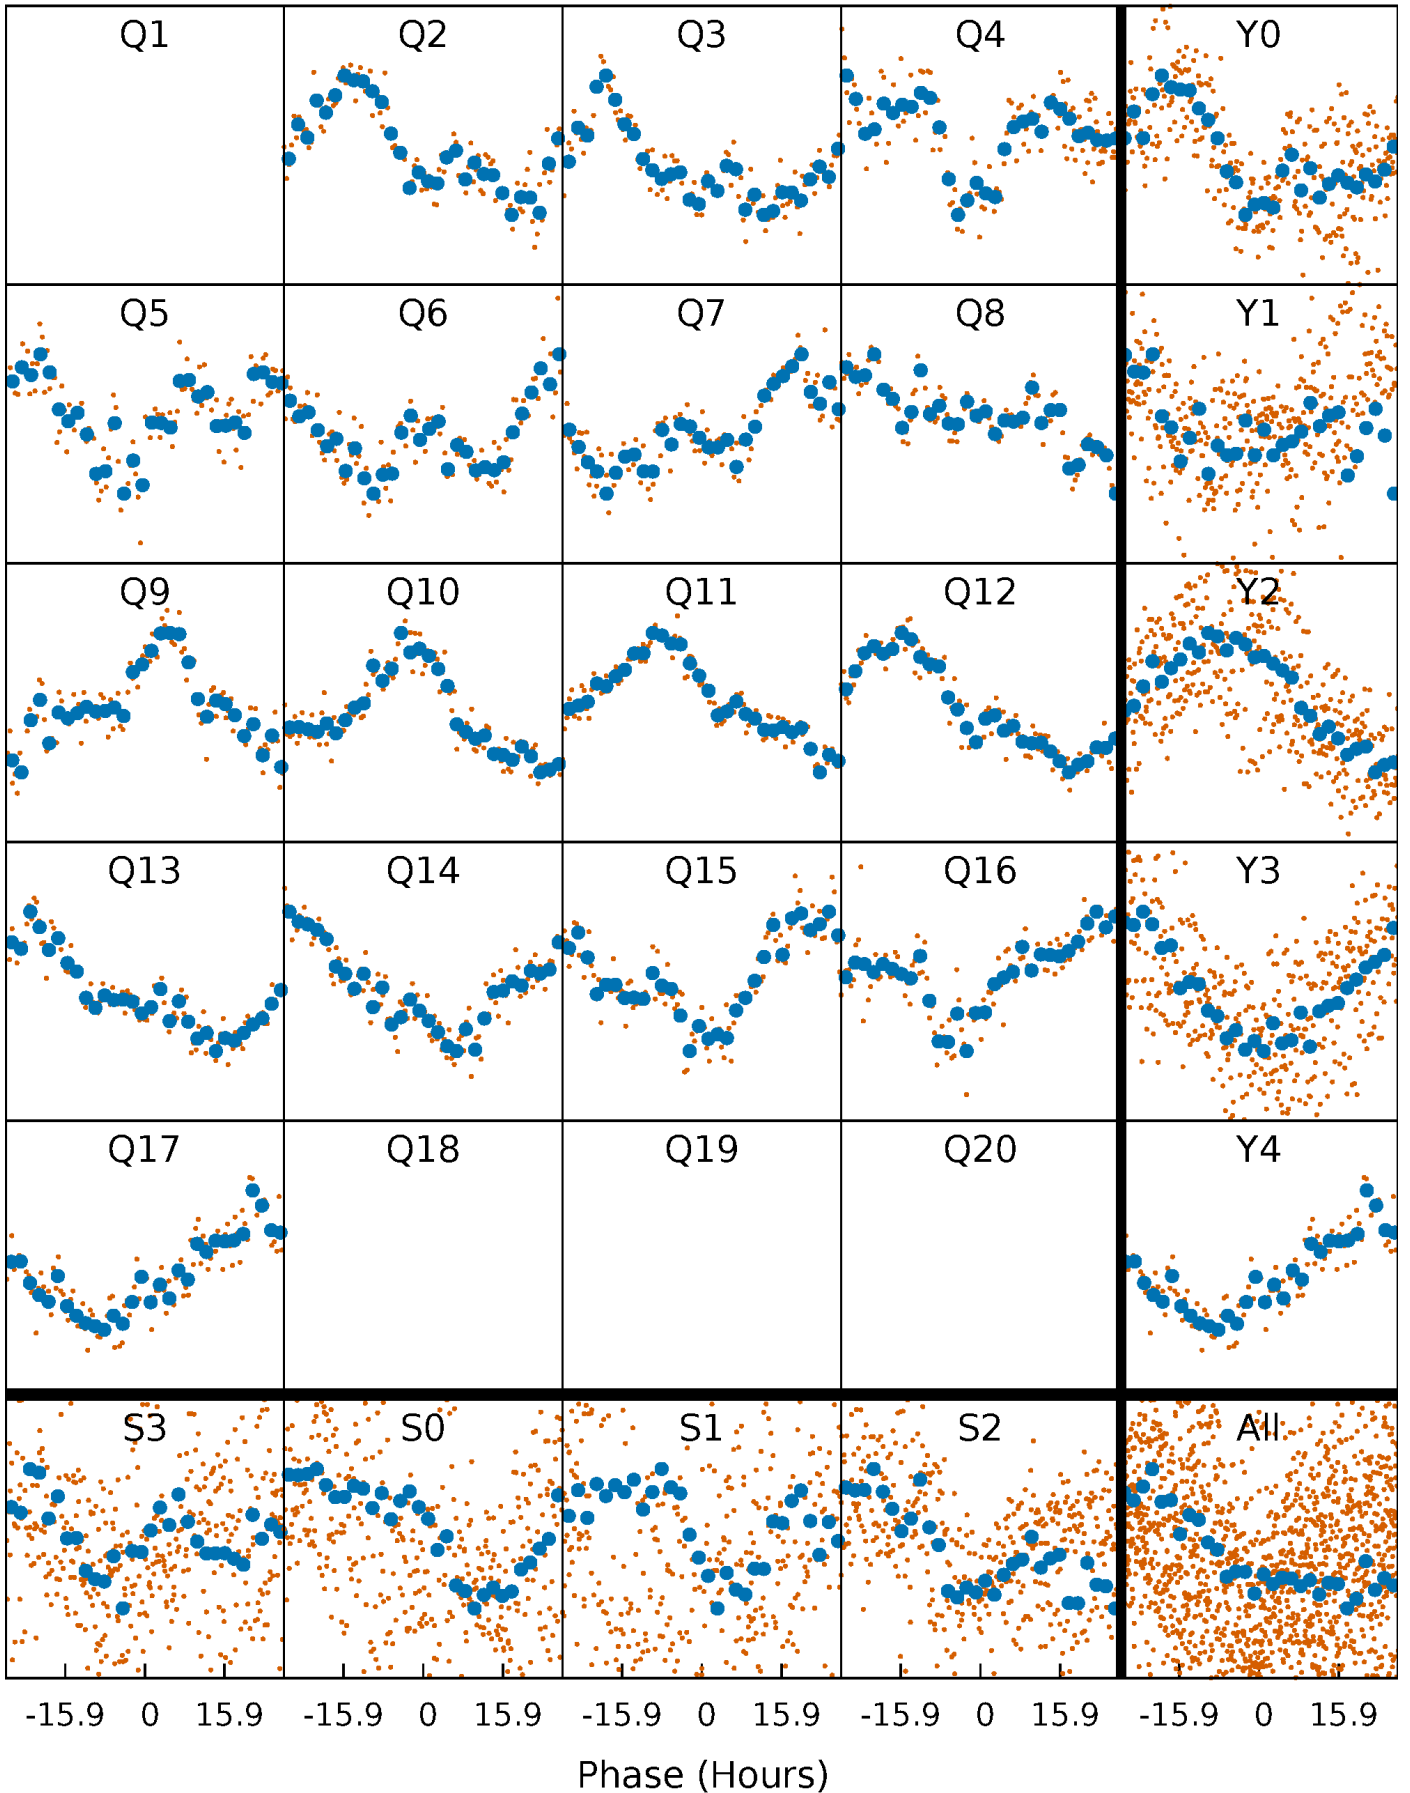 Q1 Q2 Q3 Q4 Y0
Q5 Q6 Q7 Q8 Y1
Q9 Q10 Q11 Q12 Y2
Q13 Q14 Q15 Q16 Y3
Q17 Q18 Q19 Q20 Y4
S3 S0 S1 S2 All
-15.9 0 15.9 -15.9 0 15.9 -15.9 0 15.9 -15.9 0 15.9 -15.9 0 15.9
Phase (Hours)